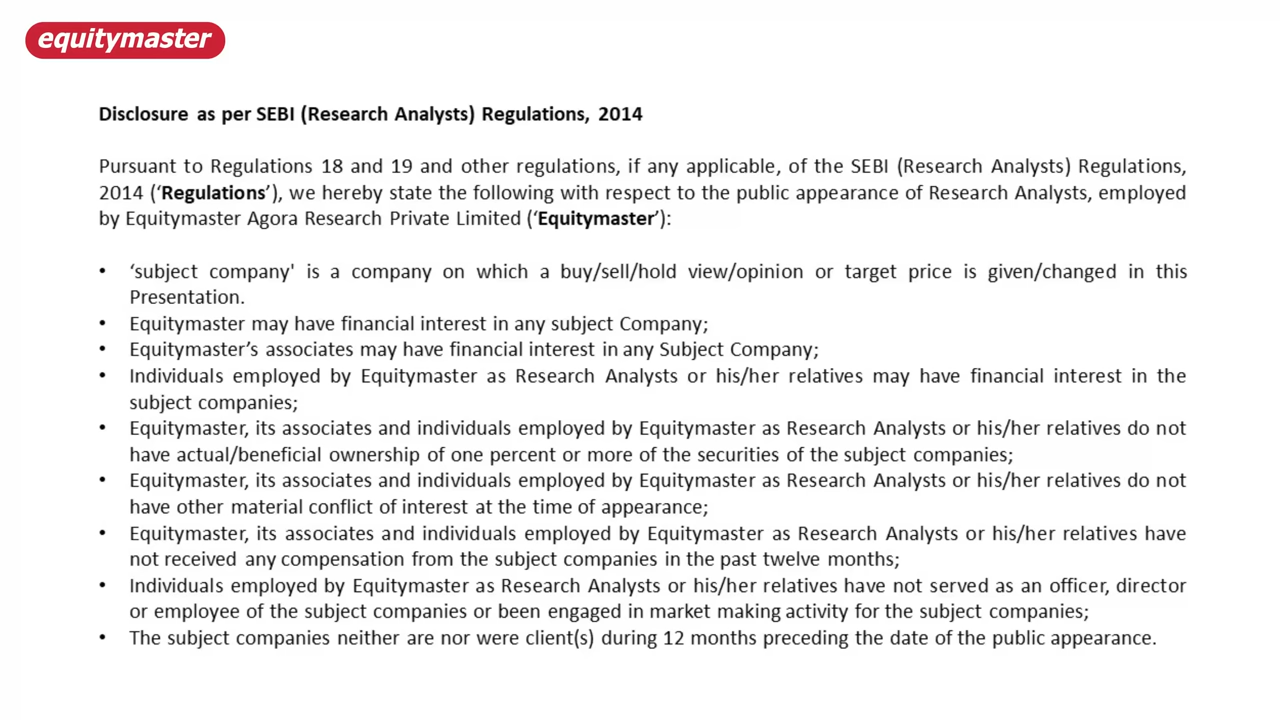 equitymaster
Disclosure as per SEBI (Research Analysts) Regulations, 2014
Pursuant to Regulations 18 and 19 and other regulations, if any applicable, of the SEBI (Research Analysts) Regulations,
2014 (‘Regulations’), we hereby state the following with respect to the public appearance of Research Analysts, employed
by Equitymaster Agora Research Private Limited (‘Equitymaster’):
• ‘subject company' is a company on which a buy/sell/hold view/opinion or target price is given/changed in this
Presentation.
• Equitymaster may have financial interest in any subject Company;
• Equitymaster’s associates may have financial interest in any Subject Company;
• Individuals employed by Equitymaster as Research Analysts or his/her relatives may have financial interest in the
subject companies;
• Equitymaster, its associates and individuals employed by Equitymaster as Research Analysts or his/her relatives do not
have actual/beneficial ownership of one percent or more of the securities of the subject companies;
• Equitymaster, its associates and individuals employed by Equitymaster as Research Analysts or his/her relatives do not
have other material conflict of interest at the time of appearance;
• Equitymaster, its associates and individuals employed by Equitymaster as Research Analysts or his/her relatives have
not received any compensation from the subject companies in the past twelve months;
• Individuals employed by Equitymaster as Research Analysts or his/her relatives have not served as an officer, director
or employee of the subject companies or been engaged in market making activity for the subject companies;
• The subject companies neither are nor were client(s) during 12 months preceding the date of the public appearance.